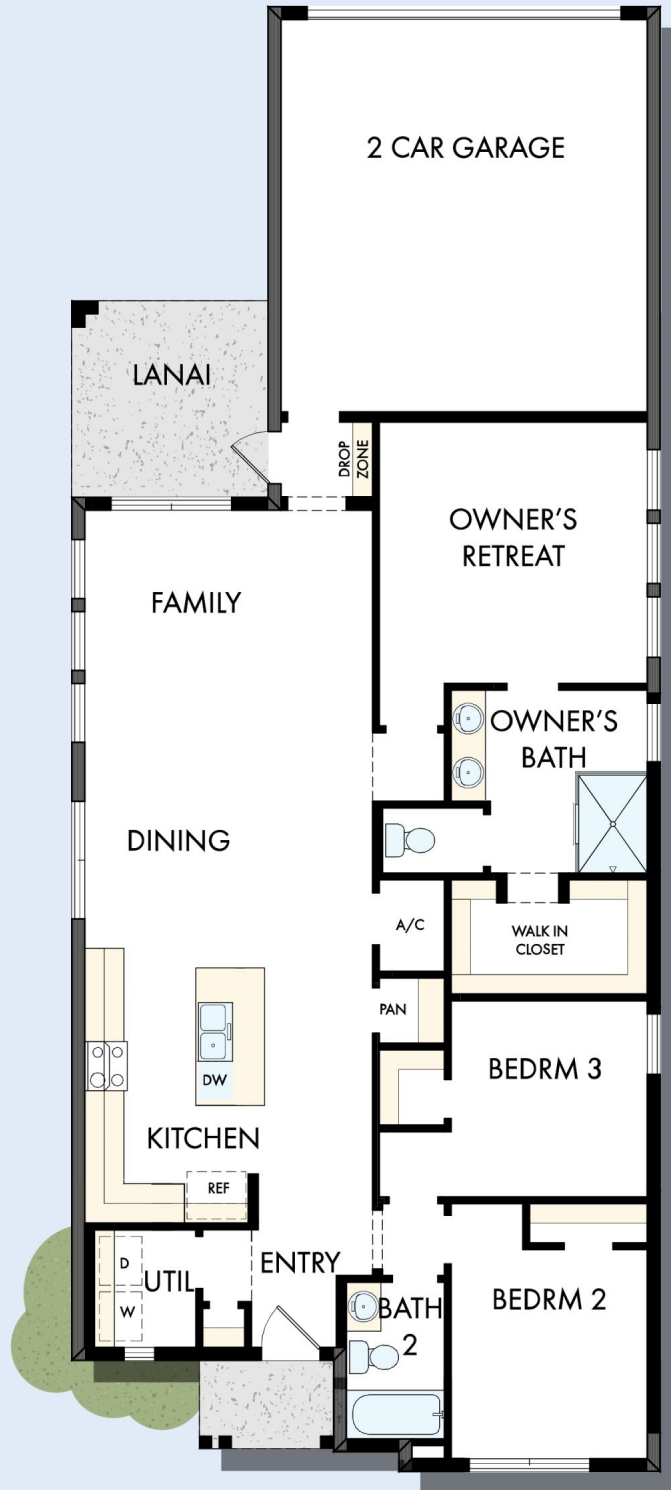 2 CAR GARAGE
LANAI
DROP
ZONE
OWNER'S
RETREAT
FAMILY
OWNER'S
BATH
DINING
A/C
WALK IN
CLOSET
PAN
BEDRM 3
DW
KITCHEN
REF
D
UTIL
W
ENTRY
BATH
2
BEDRM 2